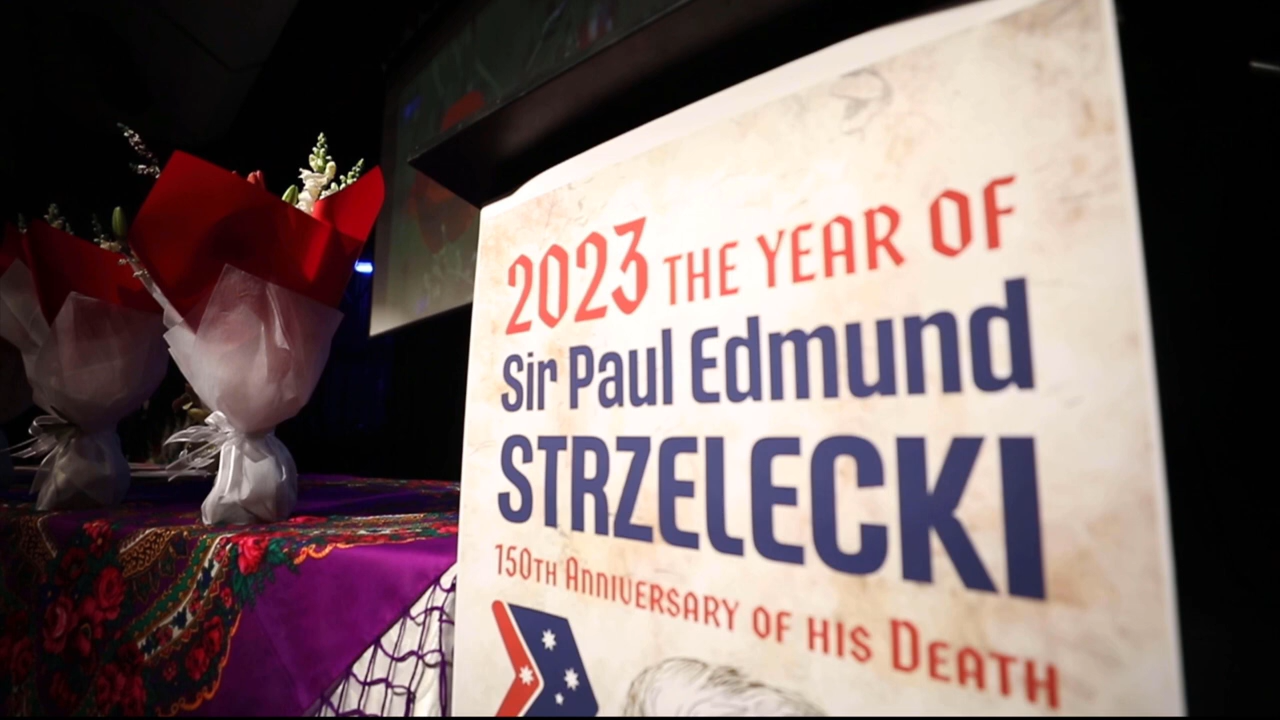 2023 THE YEAR OF
Sir Paul Edmund
STRZELECKI
150TH ANNIVERSARY OF HIS DEATH